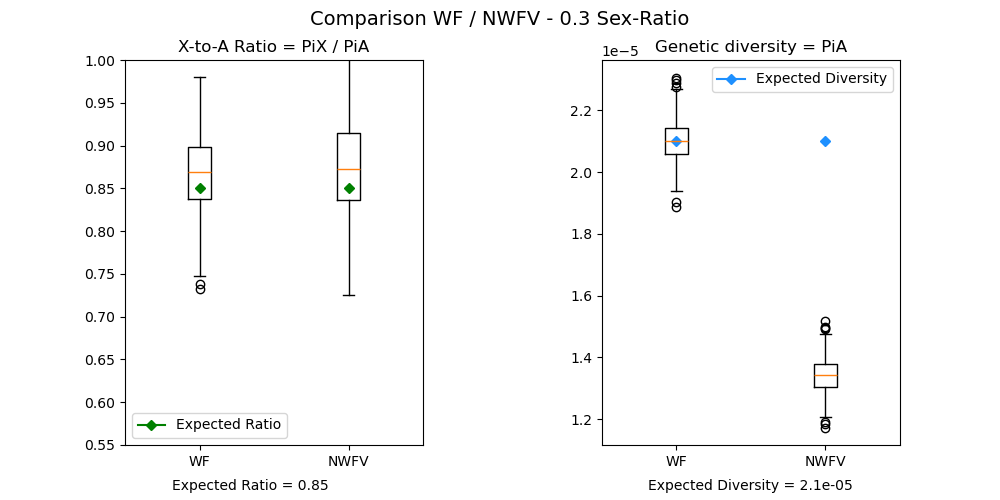 Comparison WF / NWFV - 0.3 Sex-Ratio
X-to-A Ratio = PiX / PiA
1.00
0.95
0.90
0.85
0.80
0.75
0.70
0.65
0.60
0.55
Expected Ratio
WF
NWFV
Expected Ratio = 0.85
Genetic diversity = PiA
1e−5
Expected Diversity
2.2
2.0
1.8
1.6
1.4
1.2
WF
NWFV
Expected Diversity = 2.1e-05